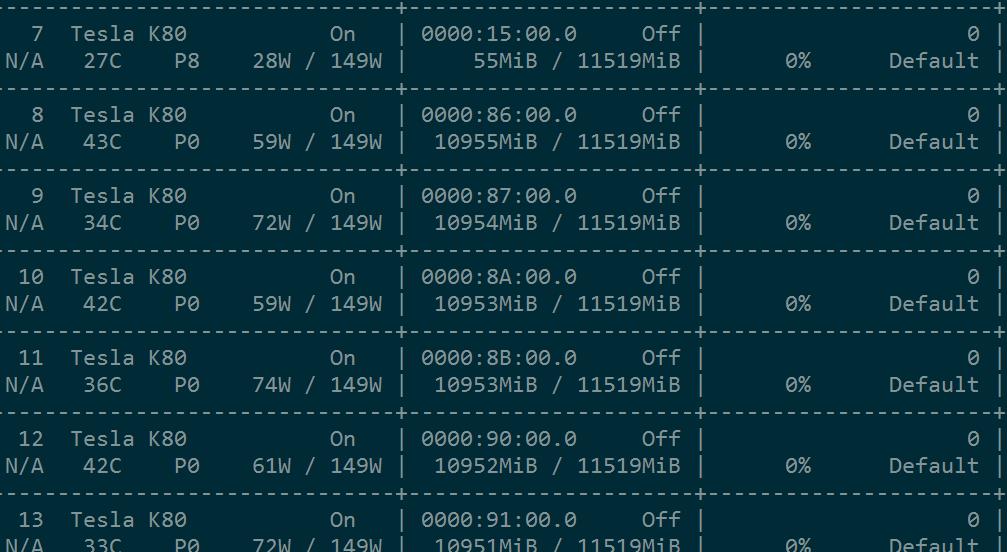 -------------------------------+----------------------+----------------------+
  7  Tesla K80           On   | 0000:15:00.0     Off |                    0 |
N/A   27C    P8    28W / 149W |     55MiB / 11519MiB |      0%      Default |
-------------------------------+----------------------+----------------------+
  8  Tesla K80           On   | 0000:86:00.0     Off |                    0 |
N/A   43C    P0    59W / 149W |  10955MiB / 11519MiB |      0%      Default |
-------------------------------+----------------------+----------------------+
  9  Tesla K80           On   | 0000:87:00.0     Off |                    0 |
N/A   34C    P0    72W / 149W |  10954MiB / 11519MiB |      0%      Default |
-------------------------------+----------------------+----------------------+
 10  Tesla K80           On   | 0000:8A:00.0     Off |                    0 |
N/A   42C    P0    59W / 149W |  10953MiB / 11519MiB |      0%      Default |
-------------------------------+----------------------+----------------------+
 11  Tesla K80           On   | 0000:8B:00.0     Off |                    0 |
N/A   36C    P0    74W / 149W |  10953MiB / 11519MiB |      0%      Default |
-------------------------------+----------------------+----------------------+
 12  Tesla K80           On   | 0000:90:00.0     Off |                    0 |
N/A   42C    P0    61W / 149W |  10952MiB / 11519MiB |      0%      Default |
-------------------------------+----------------------+----------------------+
 13  Tesla K80           On   | 0000:91:00.0     Off |                    0 |
N/A   33C    P0    72W / 149W |  10951MiB / 11519MiB |      0%      Default |